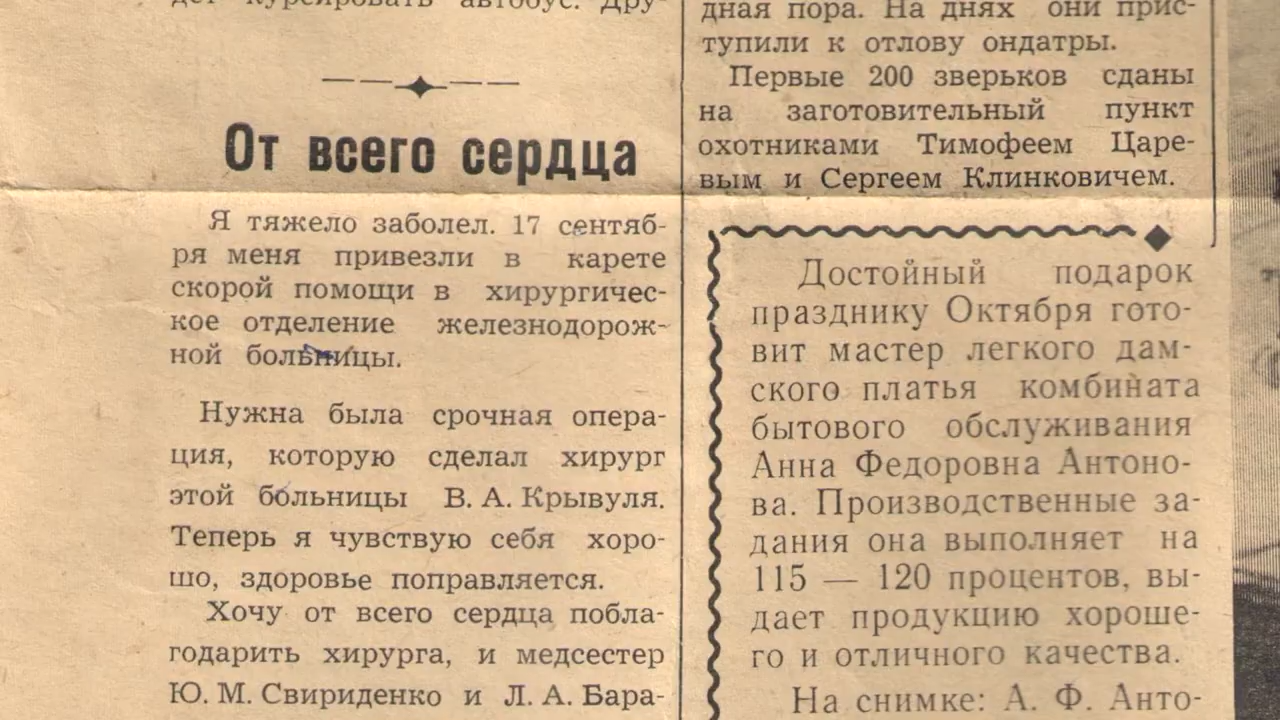 дет курсировать автобус. Дру-
От всего сердца
Я тяжело заболел. 17 сентяб-
ря меня привезли в карете
скорой помощи в хирургичес-
кое отделение железнодорож-
ной больницы.
Нужна была срочная опера-
ция, которую сделал хирург
этой больницы В. А. Крывуля.
Теперь я чувствую себя хоро-
шо, здоровье поправляется.
Хочу от всего сердца побла-
годарить хирурга, и медсестер
Ю. М. Свириденко и Л. А. Бара-
дная пора. На днях они прис-
тупили к отлову ондатры.
Первые 200 зверьков сданы
на заготовительный пункт
охотниками Тимофеем Царе-
вым и Сергеем Клинковичем.
Достойный подарок
празднику Октября гото-
вит мастер легкого дам-
ского платья комбината
бытового обслуживания
Анна Федоровна Антоно-
ва. Производственные за-
дания она выполняет на
115 — 120 процентов, вы-
дает продукцию хороше-
го и отличного качества.
На снимке: А. Ф. Анто-